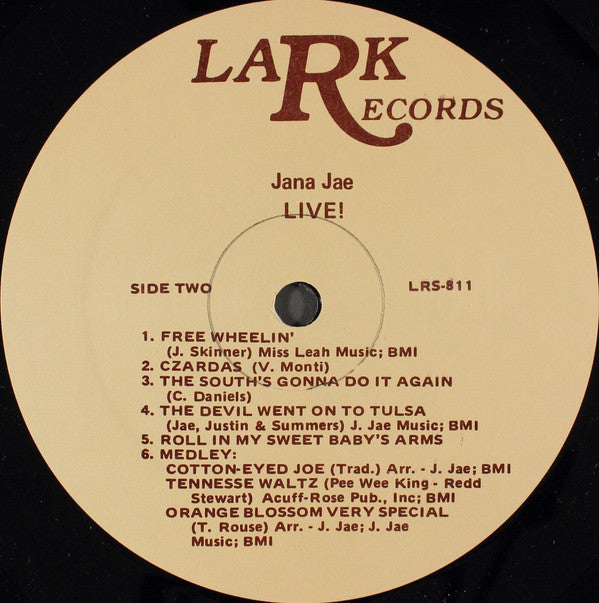 LARK
RECORDS
Jana Jae
LIVE!
SIDE TWO
LRS-811
1. FREE WHEELIN'
(J. Skinner) Miss Leah Music; BMI
2. CZARDAS (V. Monti)
3. THE SOUTH'S GONNA DO IT AGAIN
(C. Daniels)
4. THE DEVIL WENT ON TO TULSA
(Jae, Justin & Summers) J. Jae Music; BMI
5. ROLL IN MY SWEET BABY'S ARMS
6. MEDLEY:
COTTON-EYED JOE (Trad.) Arr. - J. Jae; BMI
TENNESSE WALTZ (Pee Wee King - Redd
Stewart) Acuff-Rose Pub., Inc; BMI
ORANGE BLOSSOM VERY SPECIAL
(T. Rouse) Arr. - J. Jae; J. Jae
Music; BMI